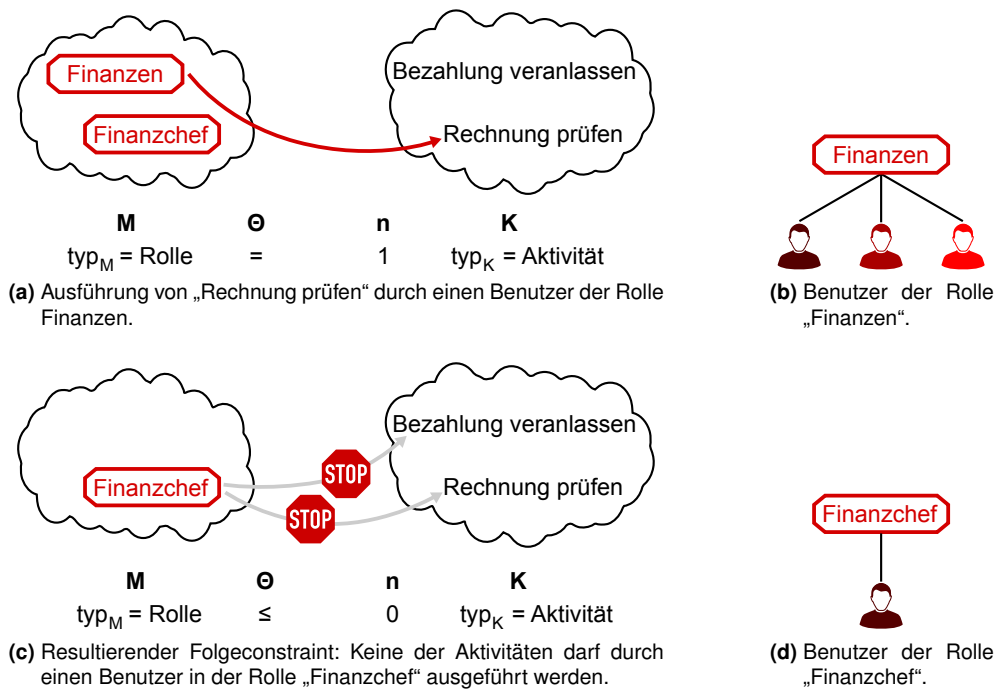 Finanzen
Bezahlung veranlassen
Finanzchef
Rechnung prüfen
M Θ n K
typM = Rolle = 1 typK = Aktivität
(a) Ausführung von „Rechnung prüfen“ durch einen Benutzer der Rolle
Finanzen.
Finanzen
(b) Benutzer der Rolle
„Finanzen“.
Bezahlung veranlassen
STOP
Finanzchef
Rechnung prüfen
STOP
M Θ n K
typM = Rolle ≤ 0 typK = Aktivität
(c) Resultierender Folgeconstraint: Keine der Aktivitäten darf durch
einen Benutzer in der Rolle „Finanzchef“ ausgeführt werden.
Finanzchef
(d) Benutzer der Rolle
„Finanzchef“.